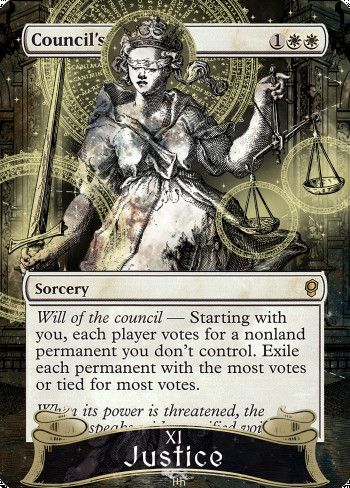 Council's
1
Sorcery
Will of the council — Starting with
you, each player votes for a nonland
permanent you don't control. Exile
each permanent with the most votes
or tied for most votes.
its power is threatened, the
XI
Justice